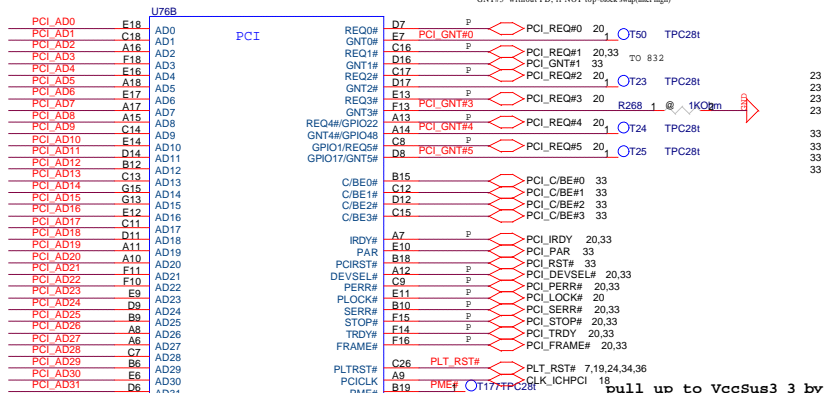 U76B
PCI
PCI_AD0 E18 AD0
PCI_AD1 C18 AD1
PCI_AD2 A16 AD2
PCI_AD3 F18 AD3
PCI_AD4 E16 AD4
PCI_AD5 A18 AD5
PCI_AD6 E17 AD6
PCI_AD7 A17 AD7
PCI_AD8 A15 AD8
PCI_AD9 C14 AD9
PCI_AD10 E14 AD10
PCI_AD11 D14 AD11
PCI_AD12 B12 AD12
PCI_AD13 C13 AD13
PCI_AD14 G15 AD14
PCI_AD15 G13 AD15
PCI_AD16 E12 AD16
PCI_AD17 C11 AD17
PCI_AD18 D11 AD18
PCI_AD19 A11 AD19
PCI_AD20 A10 AD20
PCI_AD21 F11 AD21
PCI_AD22 F10 AD22
PCI_AD23 E9 AD23
PCI_AD24 D9 AD24
PCI_AD25 B9 AD25
PCI_AD26 A8 AD26
PCI_AD27 A6 AD27
PCI_AD28 C7 AD28
PCI_AD29 B6 AD29
PCI_AD30 E6 AD30
PCI_AD31 D6 AD31
REQ0# D7 P PCI_REQ#0 20
GNT0# E7 PCI_GNT#0 1 T50 TPC28t
REQ1# C16 P PCI_REQ#1 20,33
GNT1# D16 PCI_GNT#1 33
TO 832
REQ2# C17 P PCI_REQ#2 20
GNT2# D17 1 T23 TPC28t
REQ3# E13 P PCI_REQ#3 20
GNT3# F13 PCI_GNT#3 R268 1 @ 2 1KOhm GND
REQ4#/GPIO22 A13 P PCI_REQ#4 20
GNT4#/GPIO48 A14 PCI_GNT#4 1 T24 TPC28t
GPIO1/REQ5# C8 P PCI_REQ#5 20
GPIO17/GNT5# D8 PCI_GNT#5 1 T25 TPC28t
C/BE0# B15 PCI_C/BE#0 33
C/BE1# C12 PCI_C/BE#1 33
C/BE2# D12 PCI_C/BE#2 33
C/BE3# C15 PCI_C/BE#3 33
IRDY# A7 P PCI_IRDY 20,33
PAR E10 PCI_PAR 33
PCIRST# B18 PCI_RST# 33
DEVSEL# A12 P PCI_DEVSEL# 20,33
PERR# C9 P PCI_PERR# 20,33
PLOCK# E11 P PCI_LOCK# 20
SERR# B10 P PCI_SERR# 20,33
STOP# F15 P PCI_STOP# 20,33
TRDY# F14 P PCI_TRDY 20,33
FRAME# F16 P PCI_FRAME# 20,33
PLTRST# C26 PLT_RST# PLT_RST# 7,19,24,34,36
PCICLK A9 CLK_ICHPCI 18
PME# B19 PME# 1 T177 TPC28t
23
23
23
23
33
33
33
33
pull up to VccSus3_3 by